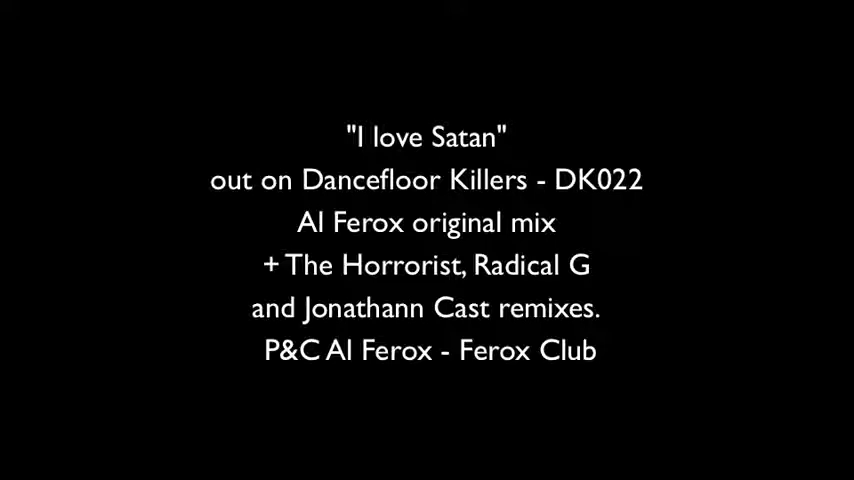 "I love Satan"
out on Dancefloor Killers - DK022
Al Ferox original mix
+ The Horrorist, Radical G
and Jonathann Cast remixes.
P&C Al Ferox - Ferox Club